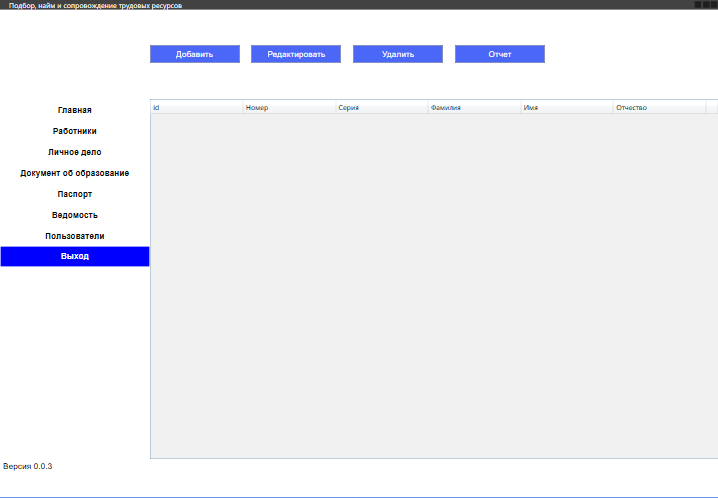 Подбор, найм и сопровождение трудовых ресурсов
Добавить Редактировать Удалить Отчет
id Номер Серия Фамилия Имя Отчество
Главная
Работники
Личное дело
Документ об образование
Паспорт
Ведомость
Пользователи
Выход
Версия 0.0.3